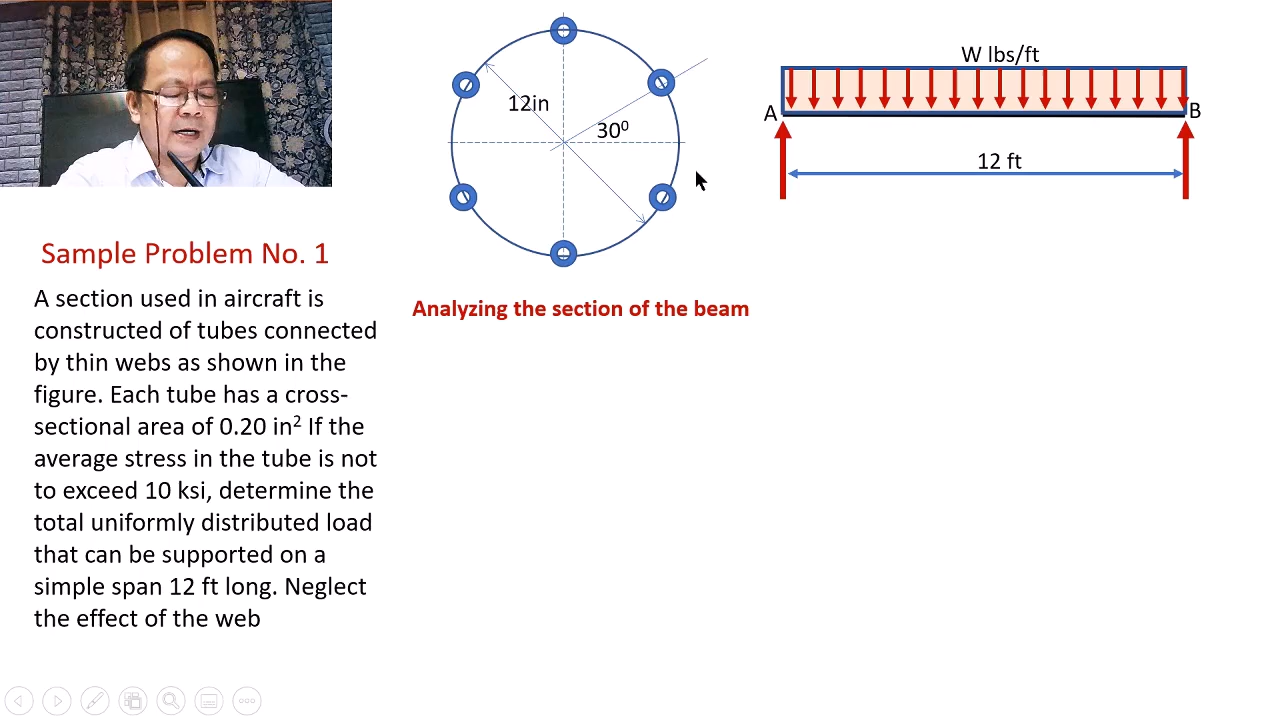 12in
30⁰
W lbs/ft
A
B
12 ft
Sample Problem No. 1
A section used in aircraft is
constructed of tubes connected
by thin webs as shown in the
figure. Each tube has a cross-
sectional area of 0.20 in² If the
average stress in the tube is not
to exceed 10 ksi, determine the
total uniformly distributed load
that can be supported on a
simple span 12 ft long. Neglect
the effect of the web
Analyzing the section of the beam